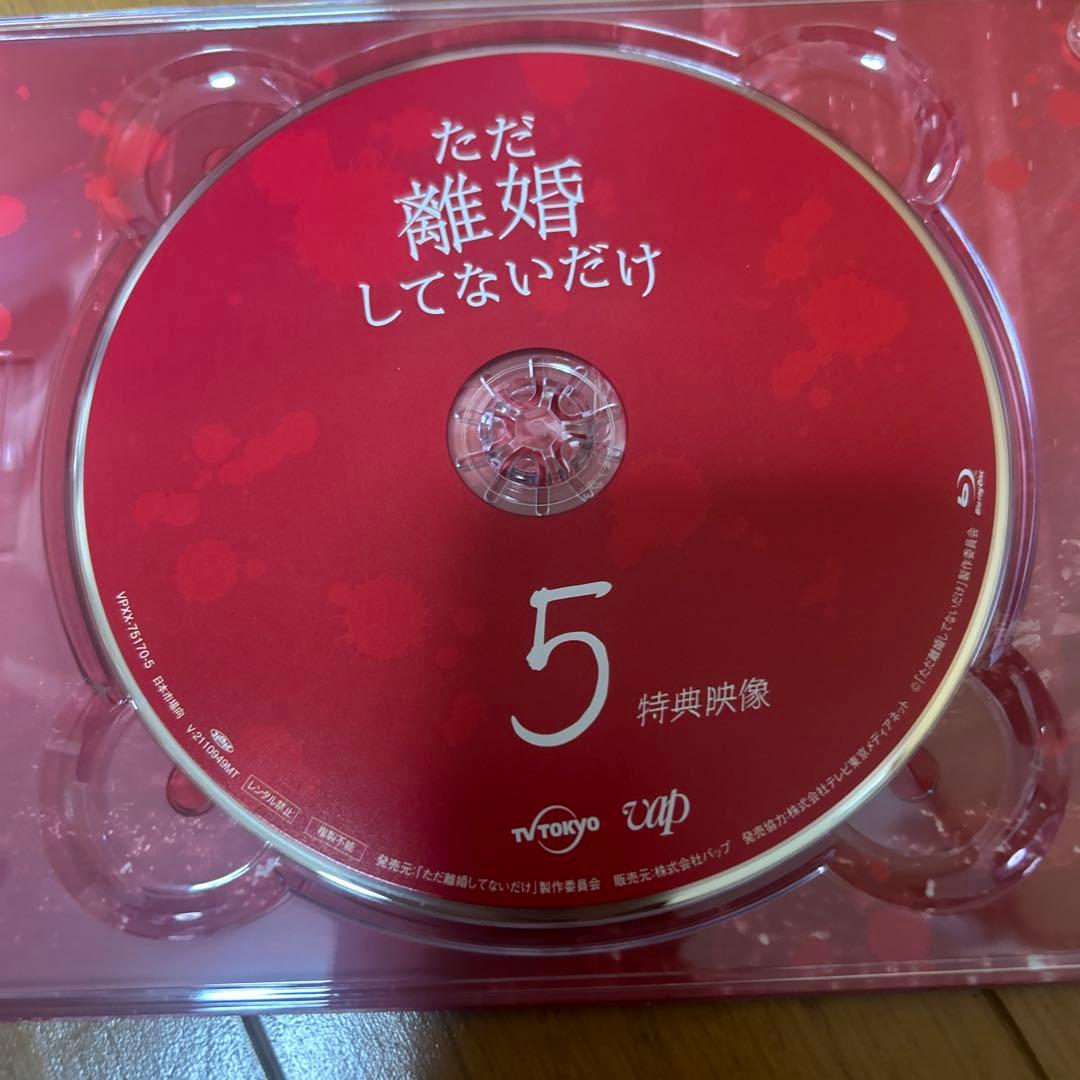 ただ
離婚
してないだけ
Blu-ray Disc
5
特典映像
VPXX-75170-5 日本市場向
V-2110949MT
レンタル禁止
複製不能
TV TOKYO
vap
発売元:「ただ離婚してないだけ」製作委員会 販売元:株式会社バップ 発売協力:株式会社テレビ東京メディアネット ©「ただ離婚してないだけ」製作委員会